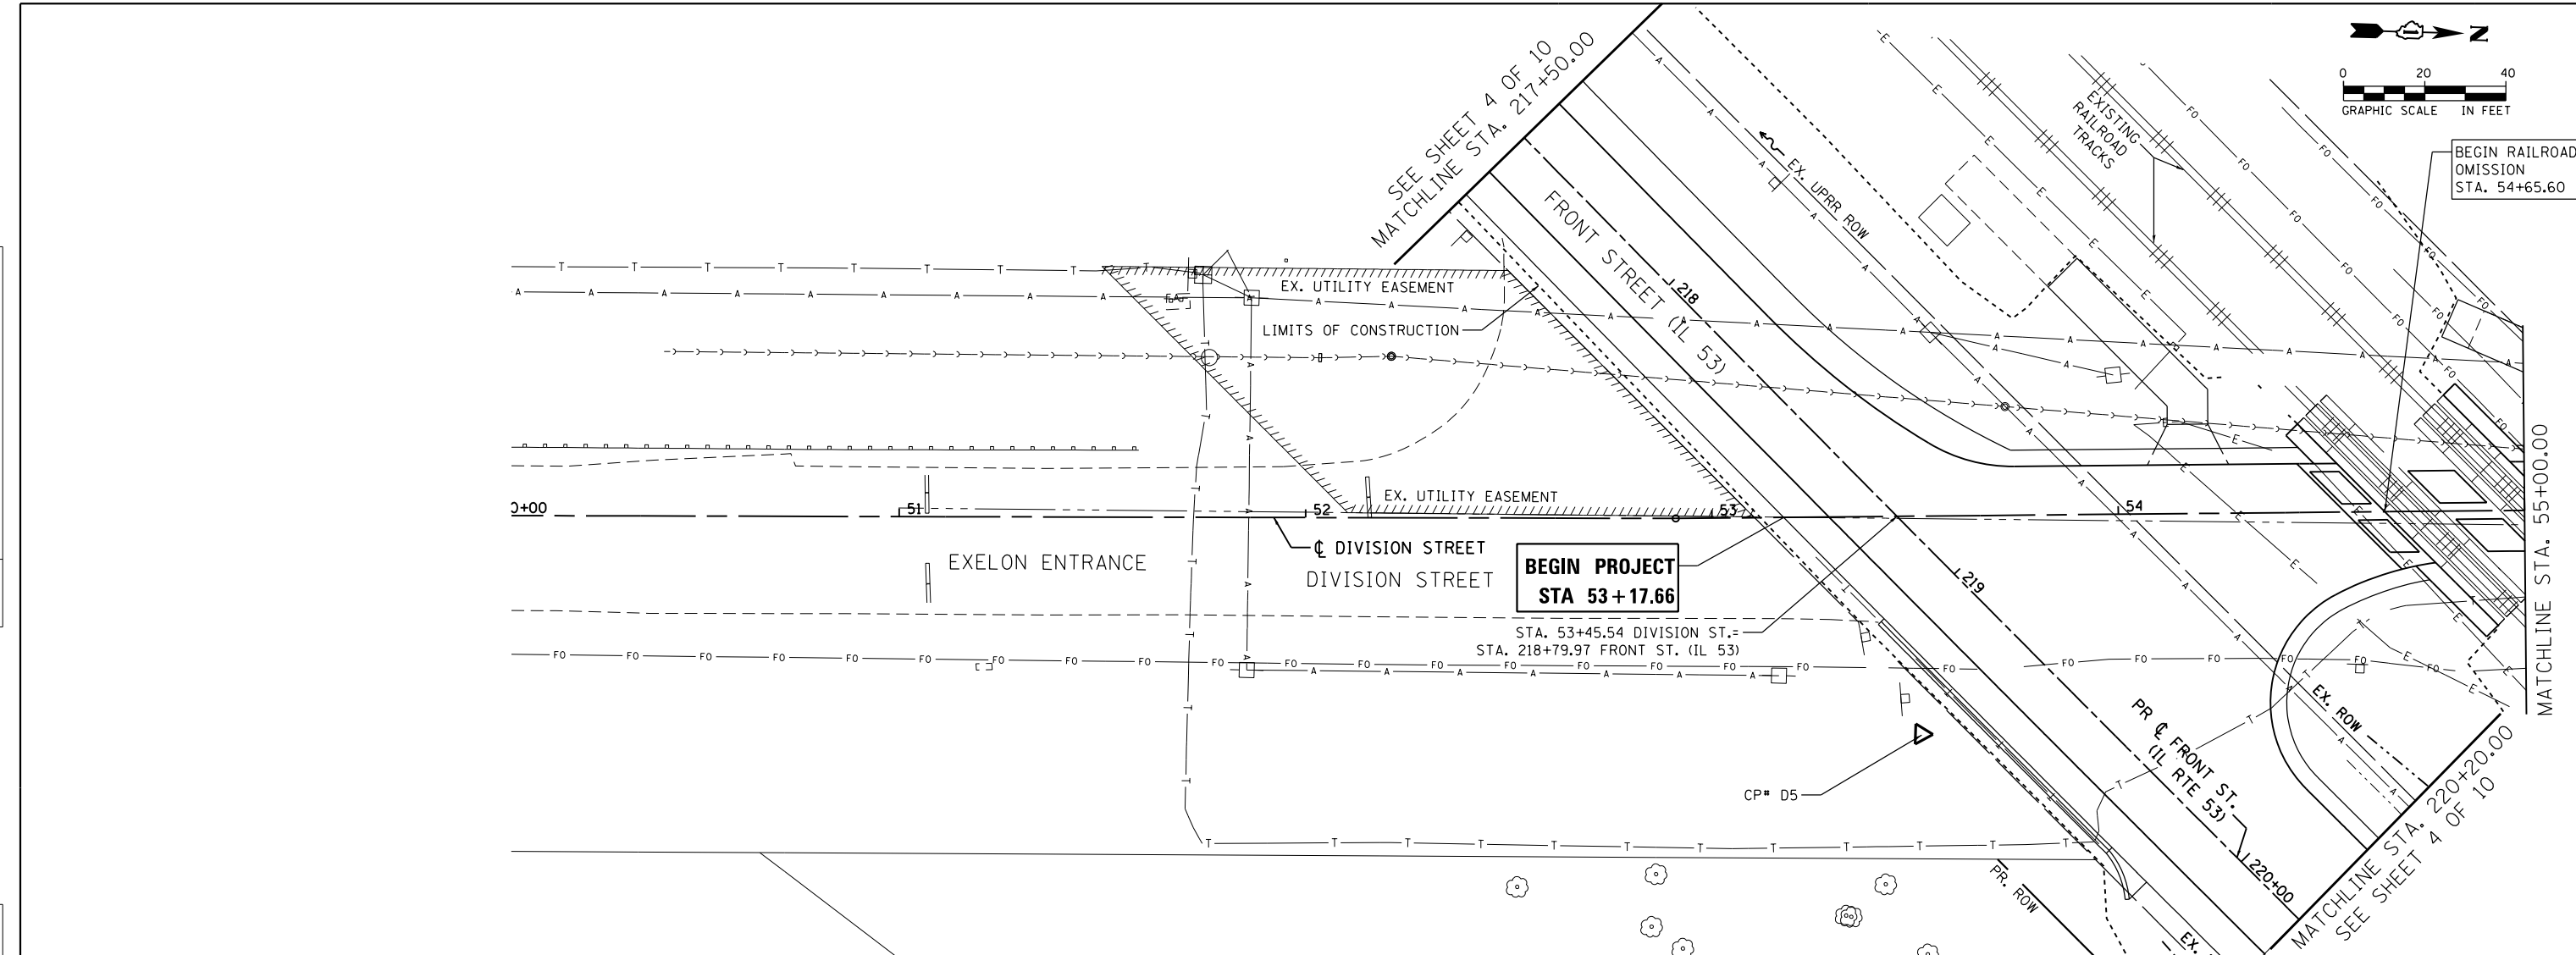 N
0 20 40
GRAPHIC SCALE IN FEET
SEE SHEET 4 OF 10
MATCHLINE STA. 217+50.00
EXISTING
RAILROAD
TRACKS
BEGIN RAILROAD
OMISSION
STA. 54+65.60
EX. UPRR ROW
FRONT STREET (IL 53)
218
EX. UTILITY EASEMENT
LIMITS OF CONSTRUCTION
EX. UTILITY EASEMENT
0+00
51
52
53
54
℄ DIVISION STREET
EXELON ENTRANCE
DIVISION STREET
BEGIN PROJECT
STA 53+17.66
STA. 53+45.54 DIVISION ST.=
STA. 218+79.97 FRONT ST. (IL 53)
219
MATCHLINE STA. 55+00.00
EX. ROW
PR ℄ FRONT ST.
(IL RTE 53)
CP# D5
220+00
MATCHLINE STA. 220+20.00
SEE SHEET 4 OF 10
PR. ROW
EX.